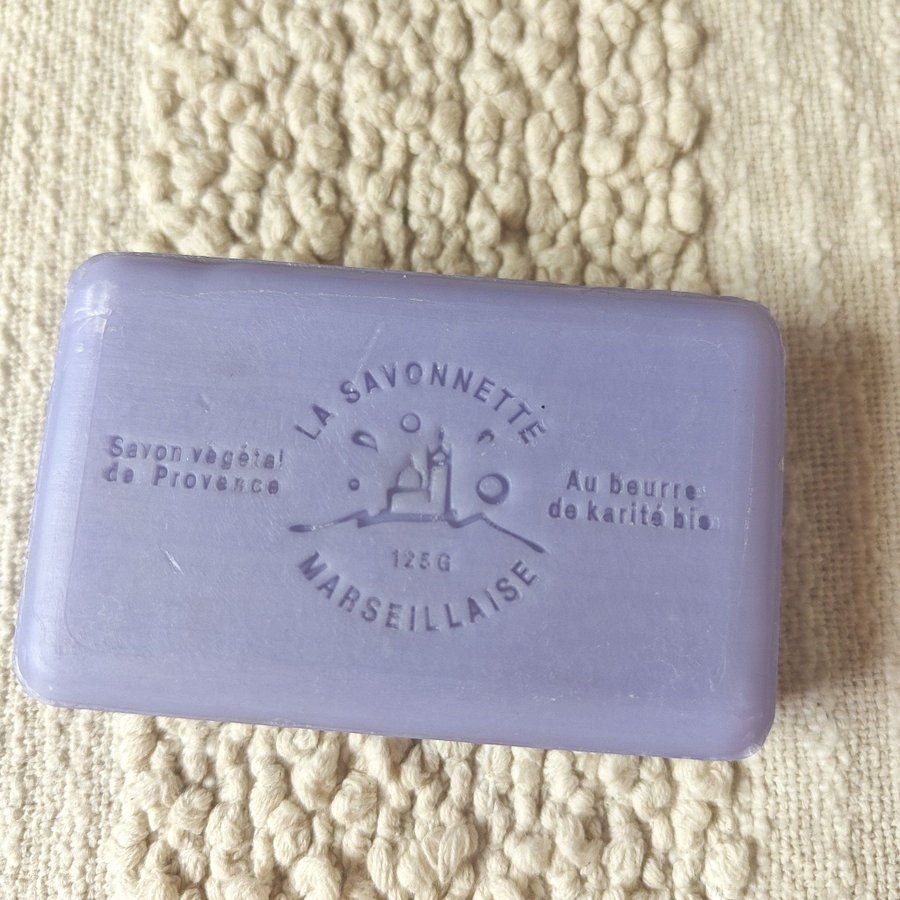 LA SAVONNETTE
Savon végétal
de Provence
Au beurre
de karité bio
125G
MARSEILLAISE